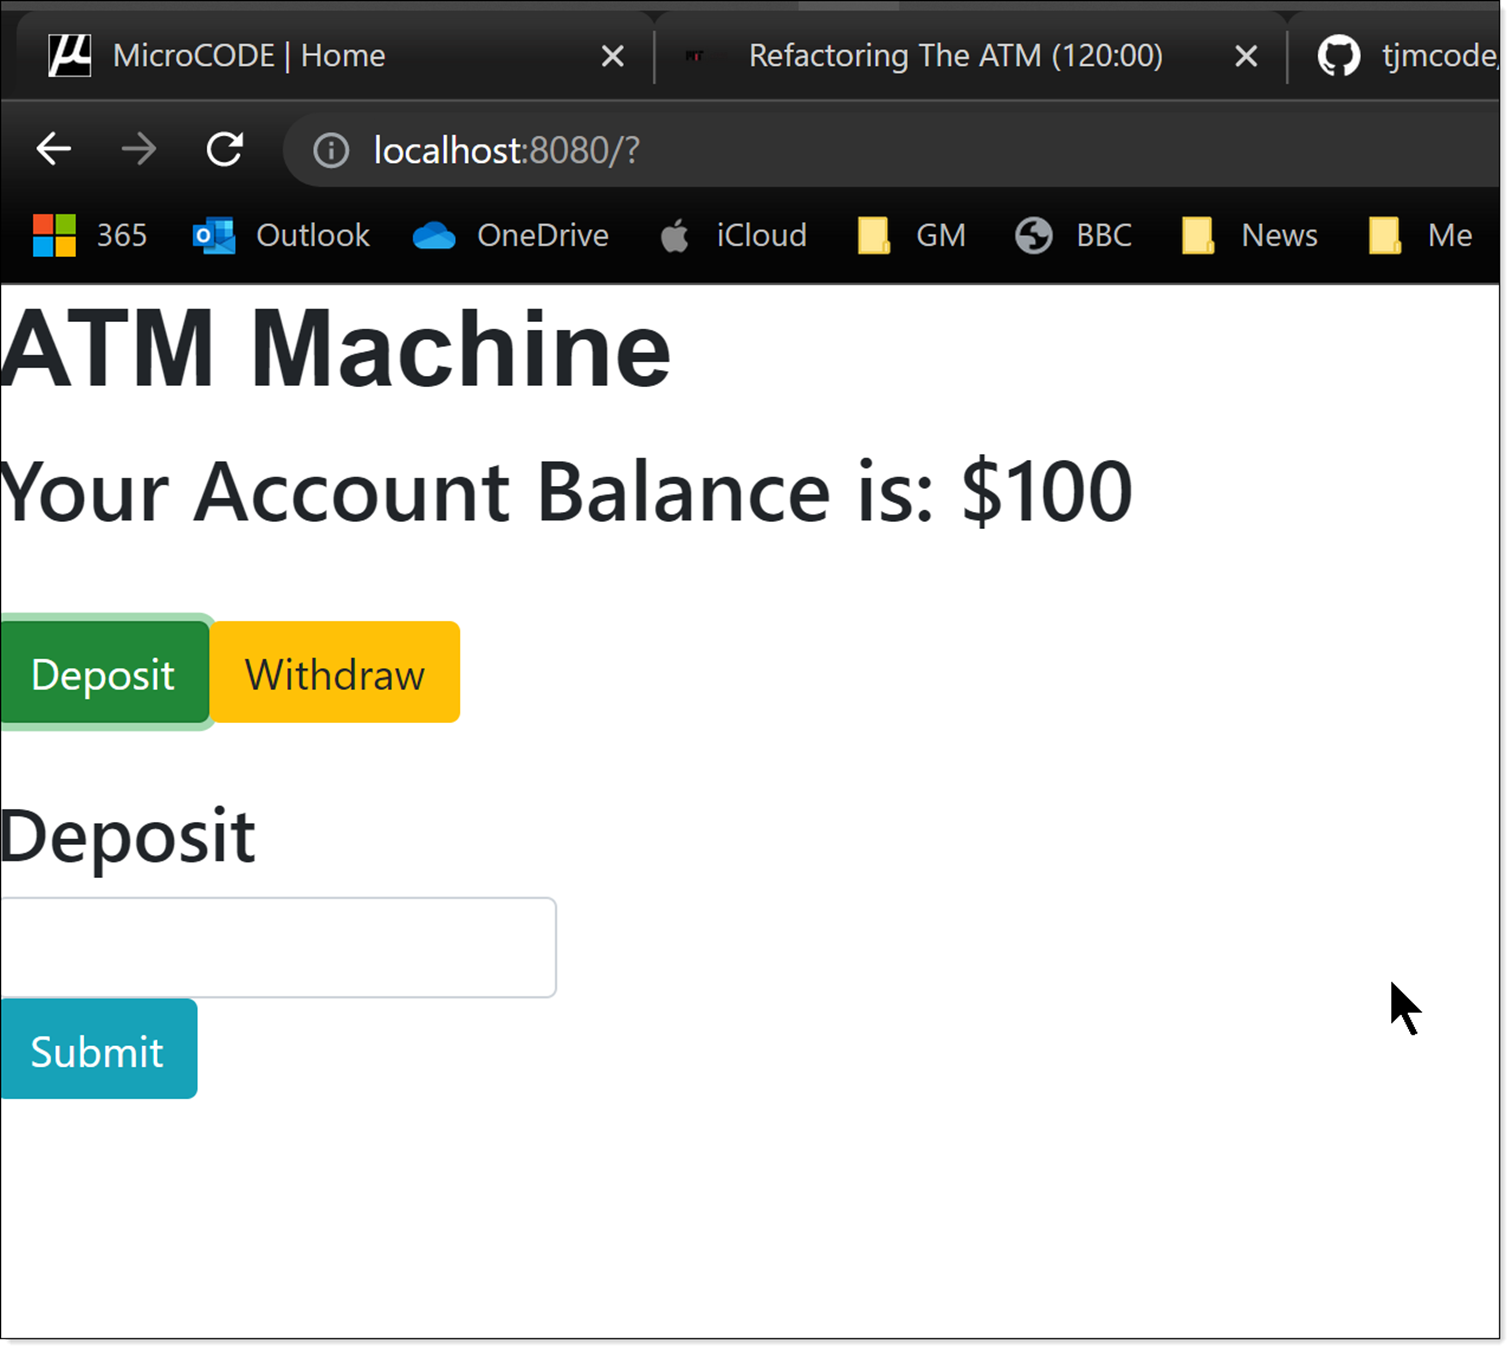 MicroCODE | Home
Refactoring The ATM (120:00)
tjmcode
localhost:8080/?
365 Outlook OneDrive iCloud GM BBC News Me
ATM Machine
Your Account Balance is: $100
Deposit Withdraw
Deposit
Submit